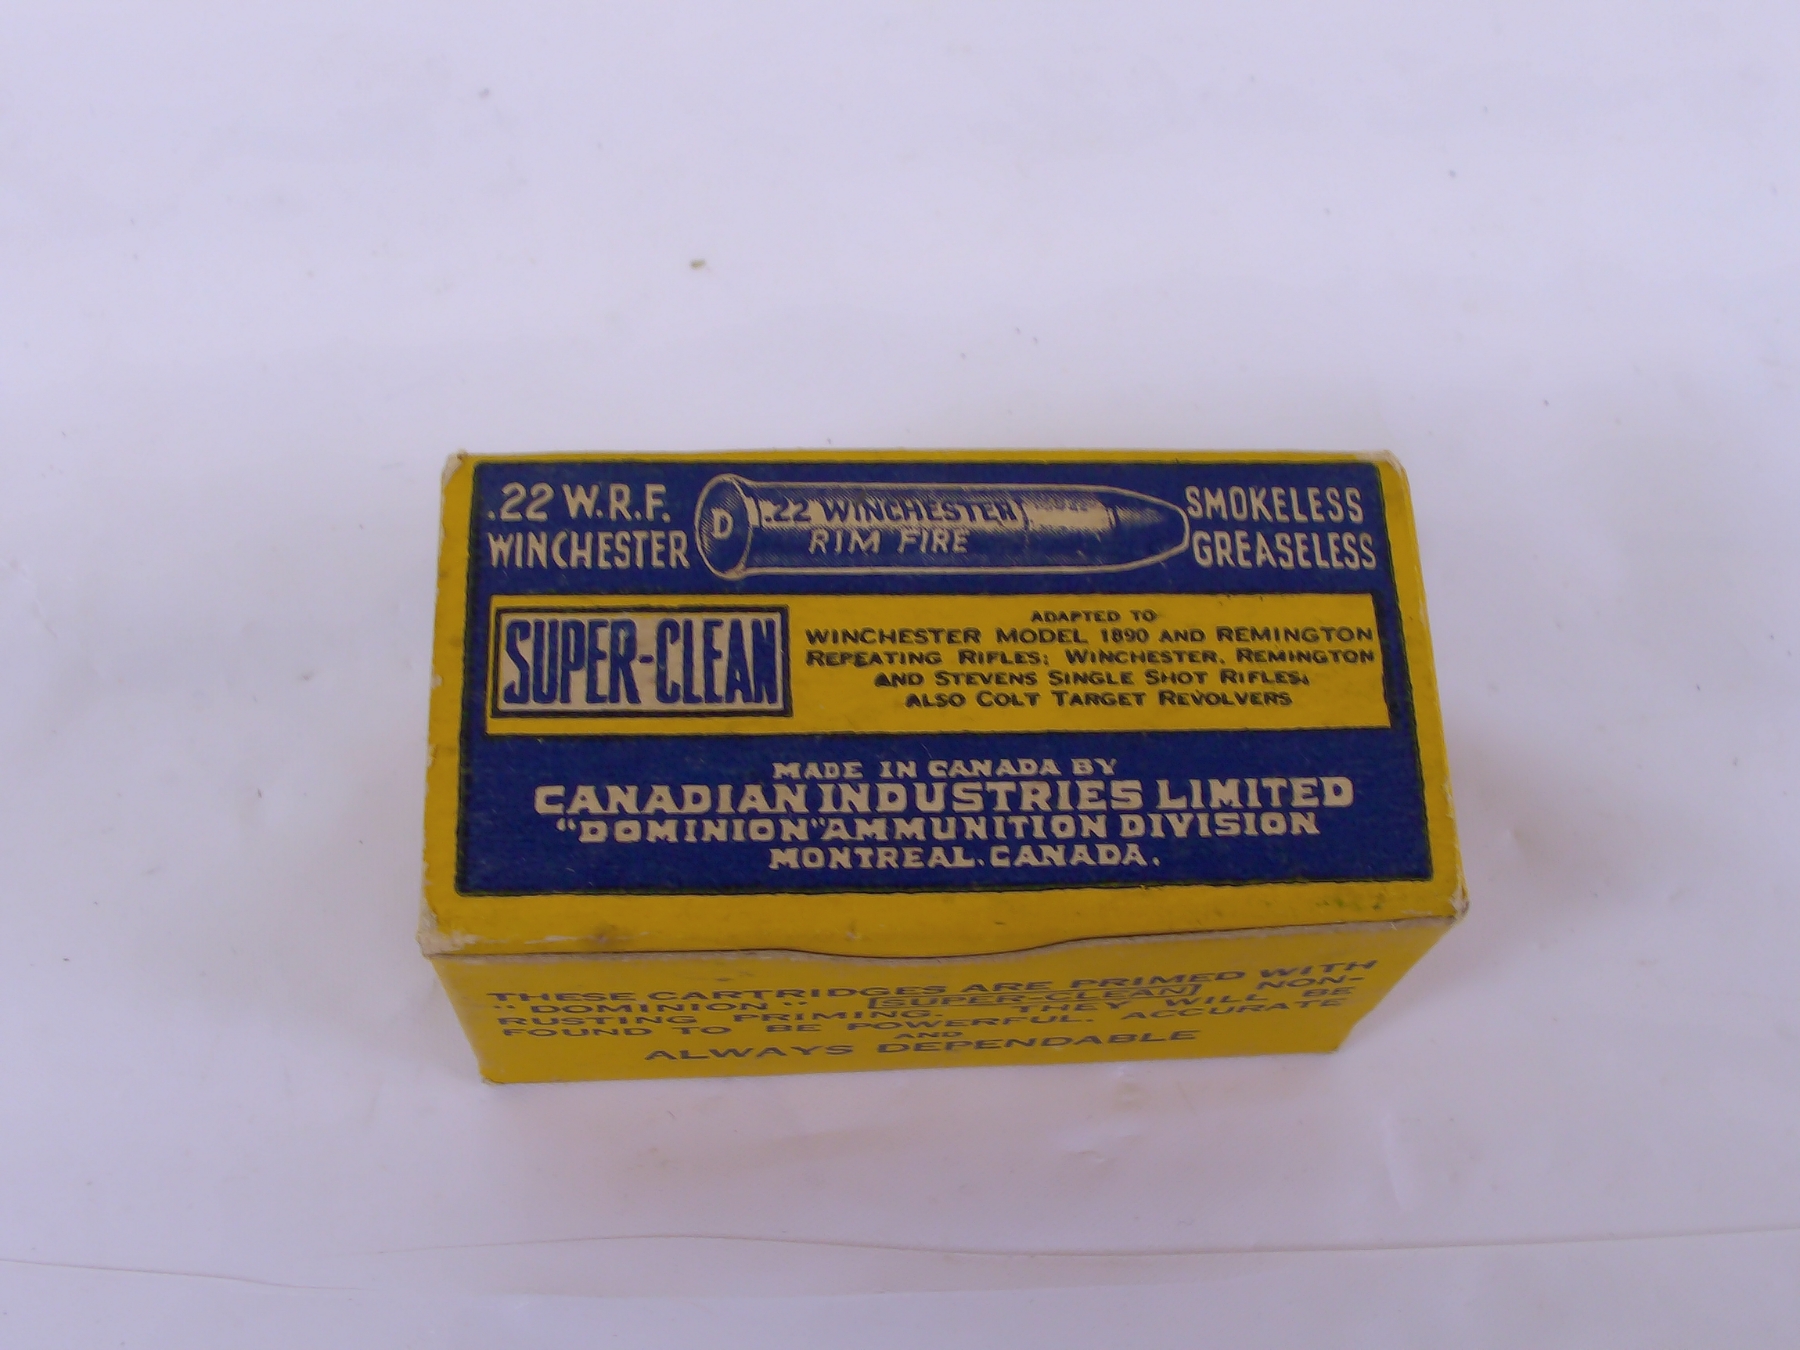 .22 W.R.F.
WINCHESTER
D
.22 WINCHESTER
RIM FIRE
SMOKELESS
GREASELESS
SUPER-CLEAN
ADAPTED TO
WINCHESTER MODEL 1890 AND REMINGTON
REPEATING RIFLES; WINCHESTER, REMINGTON
AND STEVENS SINGLE SHOT RIFLES,
ALSO COLT TARGET REVOLVERS
MADE IN CANADA BY
CANADIAN INDUSTRIES LIMITED
"DOMINION" AMMUNITION DIVISION
MONTREAL, CANADA.
THESE CARTRIDGES ARE PRIMED WITH
"DOMINION" [SUPER-CLEAN] NON-
RUSTING PRIMING. THEY WILL BE
FOUND TO BE POWERFUL, ACCURATE
AND
ALWAYS DEPENDABLE